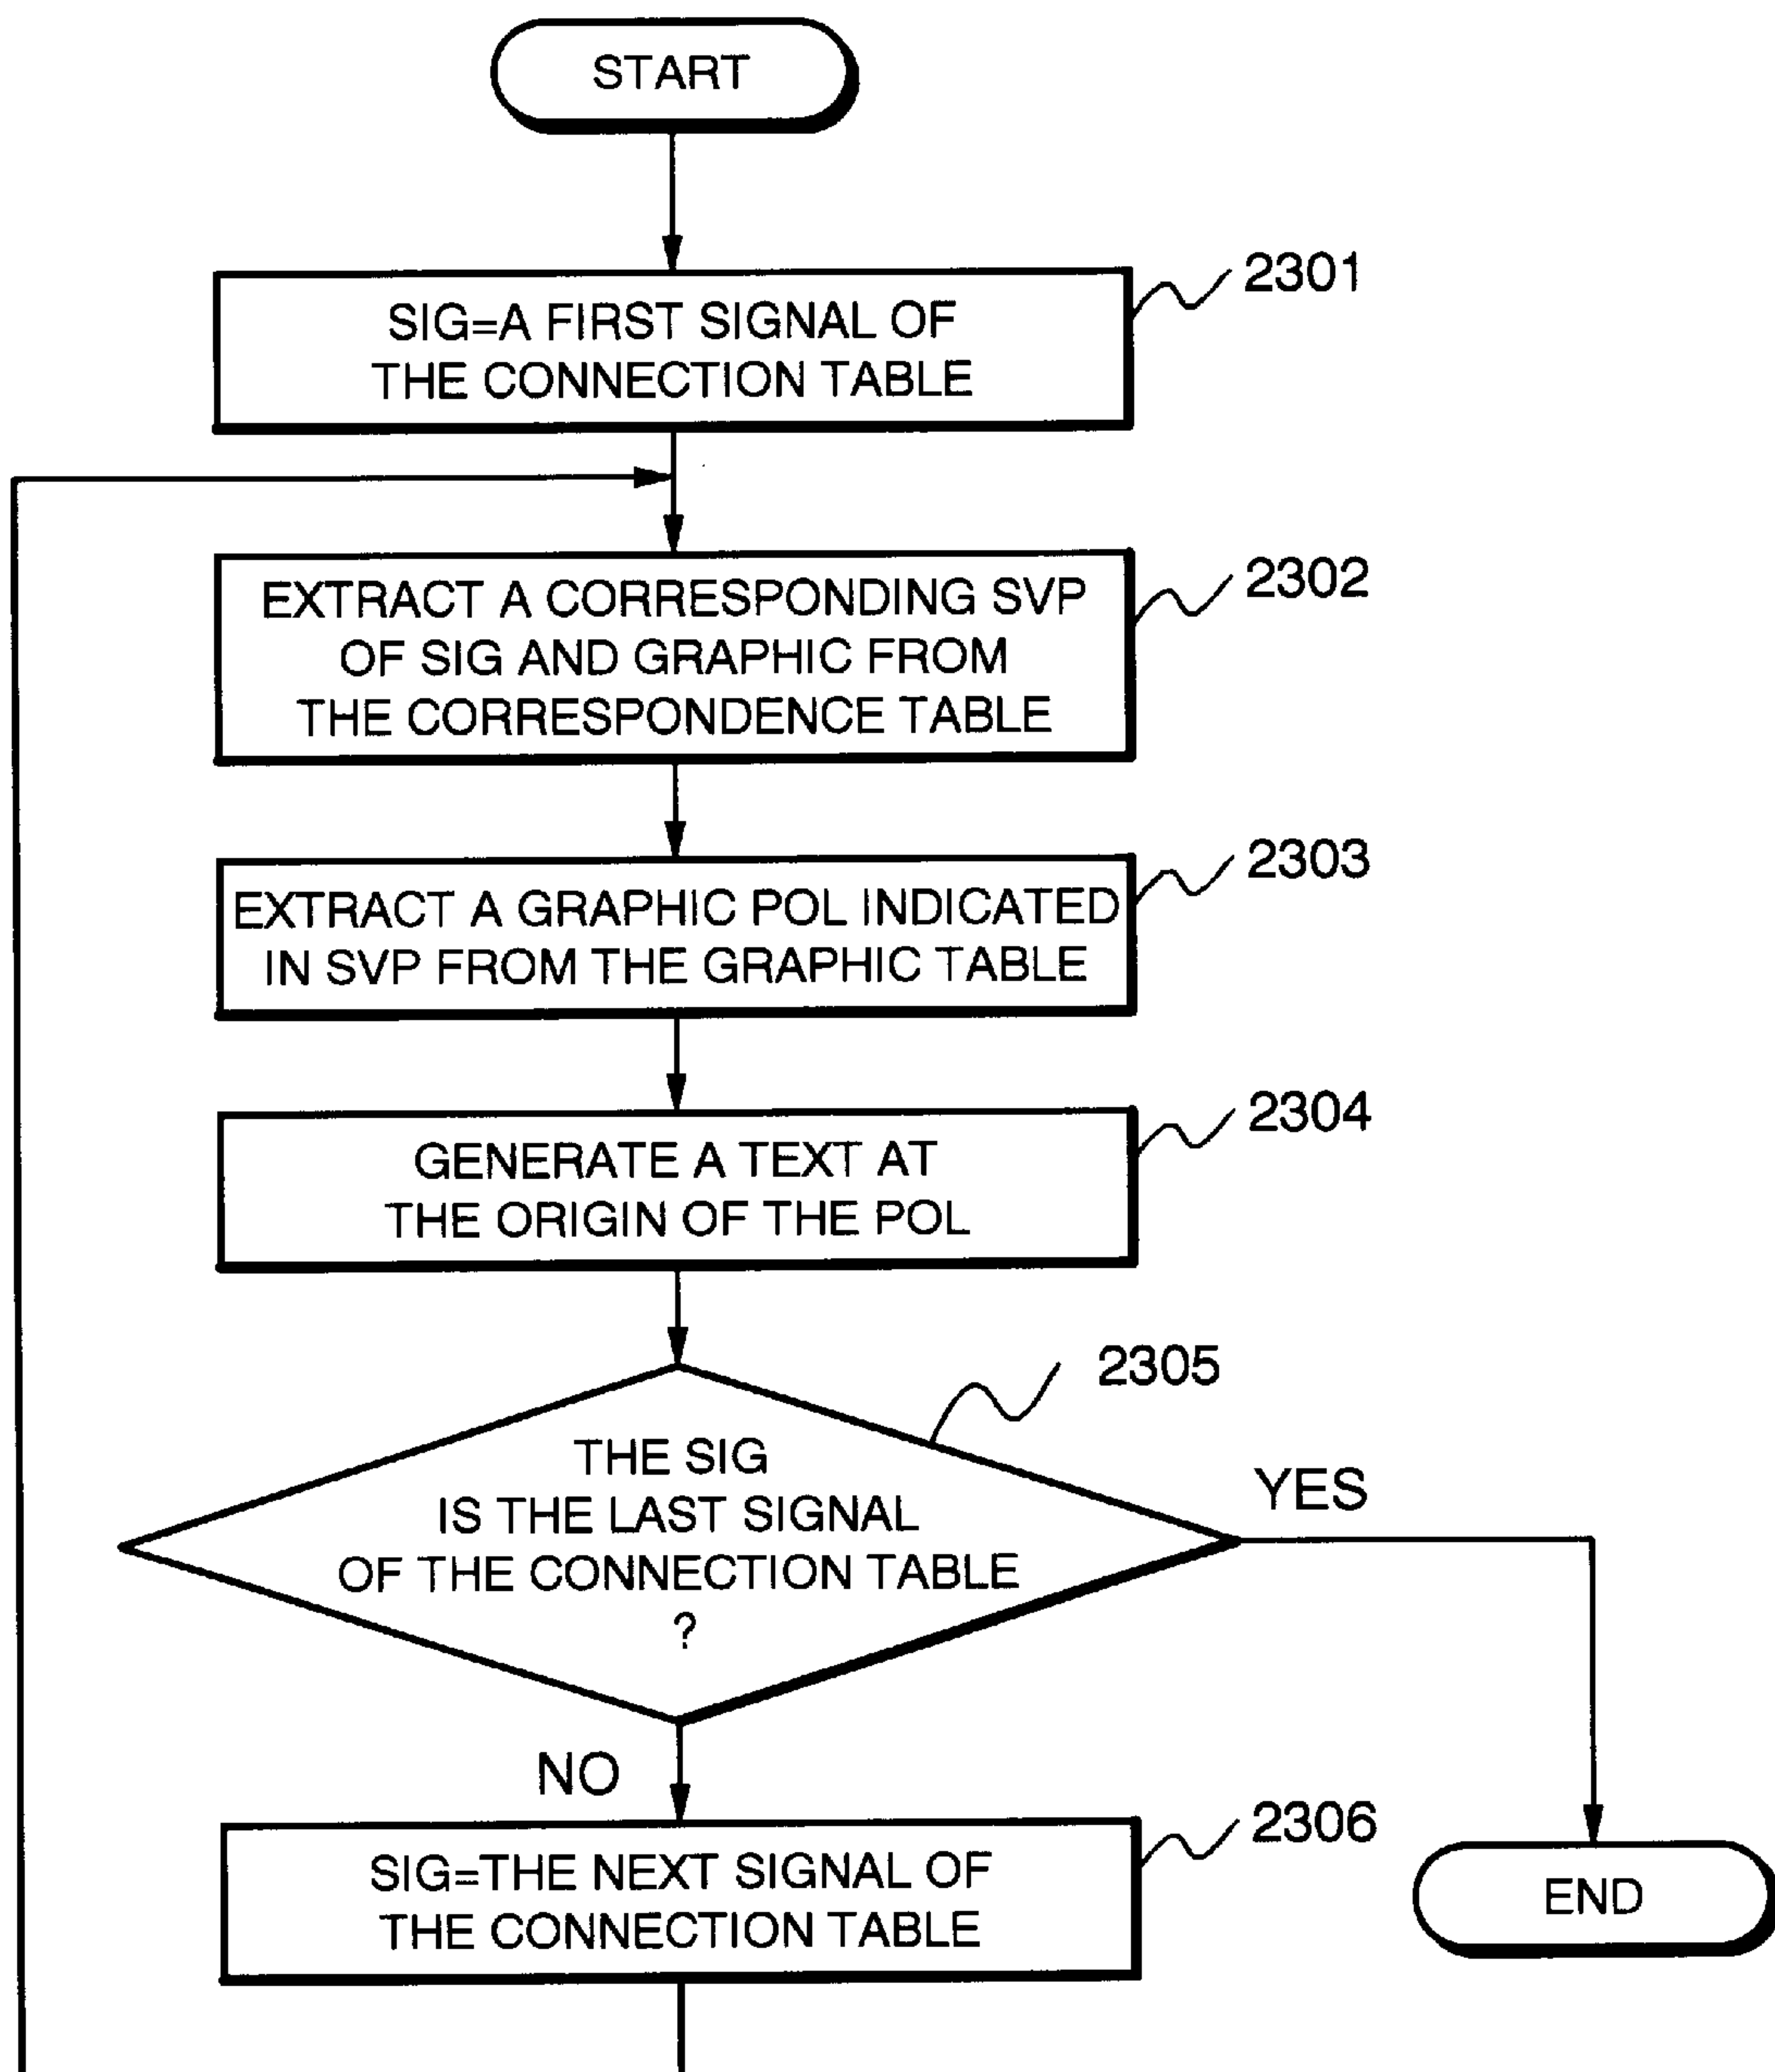 START
2301
SIG=A FIRST SIGNAL OF
THE CONNECTION TABLE
2302
EXTRACT A CORRESPONDING SVP
OF SIG AND GRAPHIC FROM
THE CORRESPONDENCE TABLE
2303
EXTRACT A GRAPHIC POL INDICATED
IN SVP FROM THE GRAPHIC TABLE
2304
GENERATE A TEXT AT
THE ORIGIN OF THE POL
2305
THE SIG
IS THE LAST SIGNAL
OF THE CONNECTION TABLE
?
YES
NO
2306
SIG=THE NEXT SIGNAL OF
THE CONNECTION TABLE
END